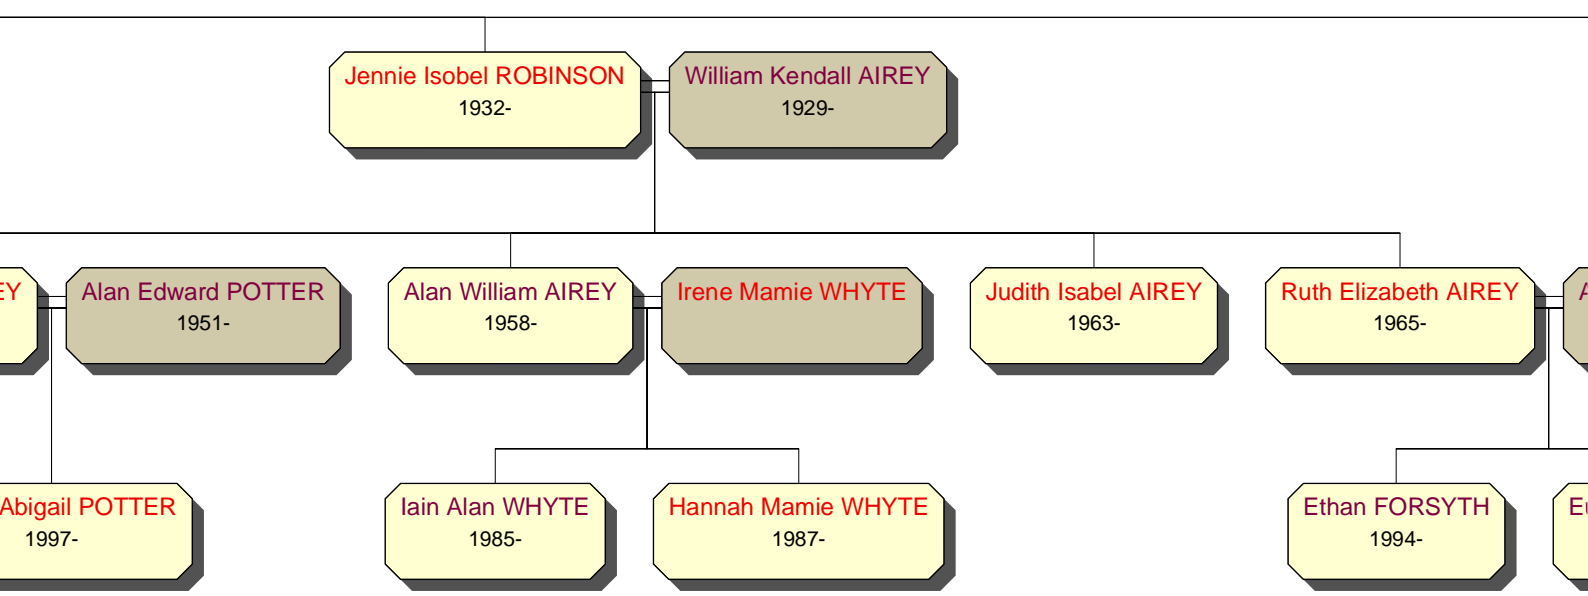 Jennie Isobel ROBINSON
1932-
William Kendall AIREY
1929-
EY
Alan Edward POTTER
1951-
Alan William AIREY
1958-
Irene Mamie WHYTE
Judith Isabel AIREY
1963-
Ruth Elizabeth AIREY
1965-
Abigail POTTER
1997-
Iain Alan WHYTE
1985-
Hannah Mamie WHYTE
1987-
Ethan FORSYTH
1994-